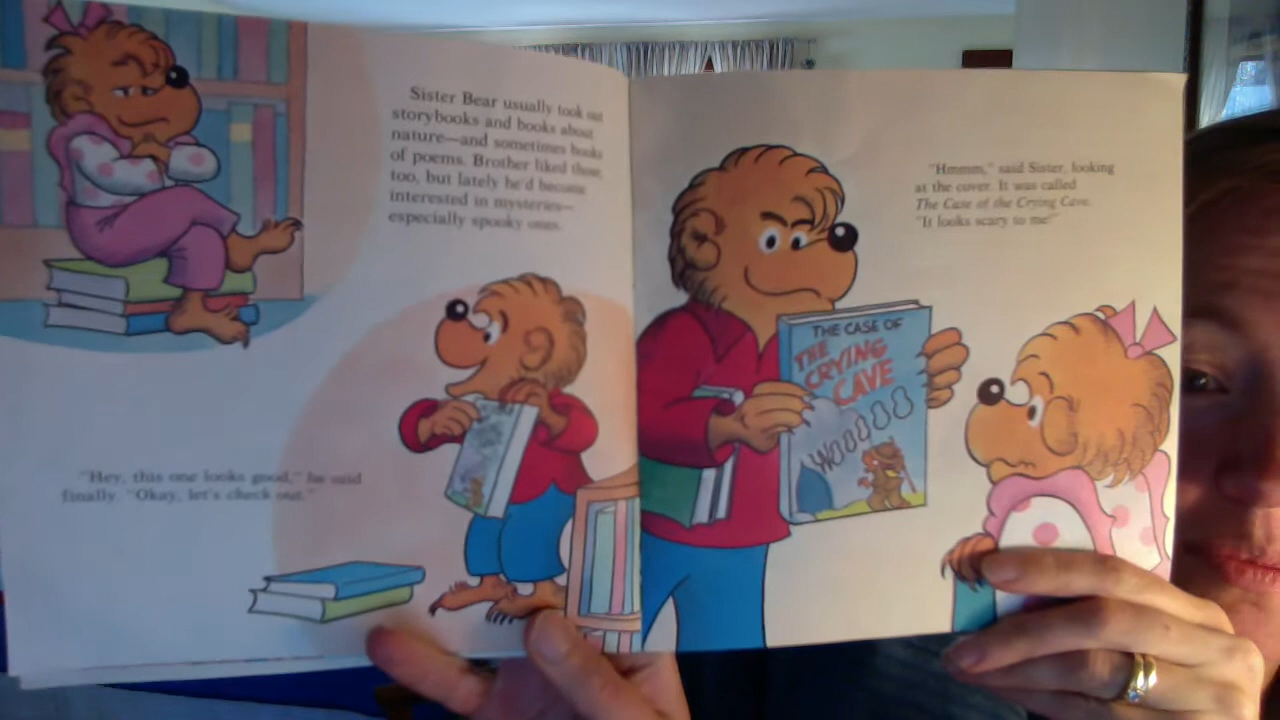 Sister Bear usually took out
storybooks and books about
nature—and sometimes books
of poems. Brother liked those,
too, but lately he'd become
interested in mysteries—
especially spooky ones.
"Hey, this one looks good," he said
finally. "Okay, let's check out."
"Hmmm," said Sister, looking
at the cover. It was called
The Case of the Crying Cave.
"It looks scary to me!"
THE CASE OF
THE
CRYING
CAVE
WOOOOO